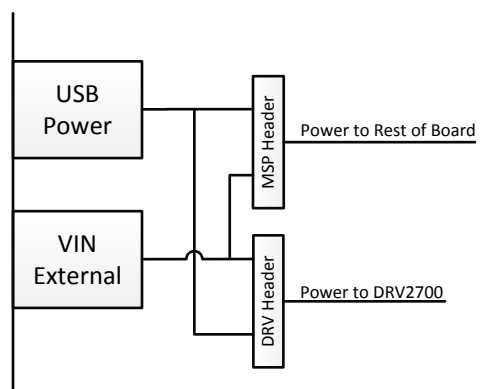 USB
Power
MSP Header
Power to Rest of Board
VIN
External
DRV Header
Power to DRV2700